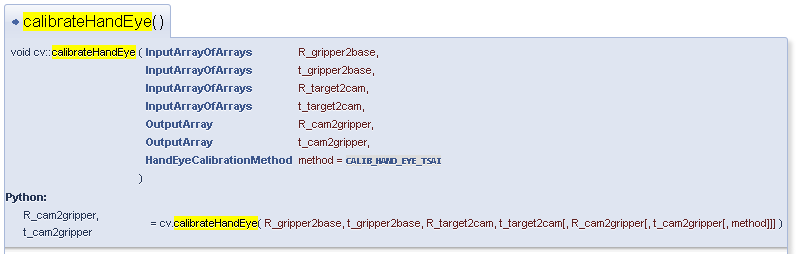 ◆ calibrateHandEye()
void cv::calibrateHandEye ( InputArrayOfArrays R_gripper2base,
InputArrayOfArrays t_gripper2base,
InputArrayOfArrays R_target2cam,
InputArrayOfArrays t_target2cam,
OutputArray R_cam2gripper,
OutputArray t_cam2gripper,
HandEyeCalibrationMethod method = CALIB_HAND_EYE_TSAI
)
Python:
R_cam2gripper,
t_cam2gripper
= cv.calibrateHandEye( R_gripper2base, t_gripper2base, R_target2cam, t_target2cam[, R_cam2gripper[, t_cam2gripper[, method]]] )